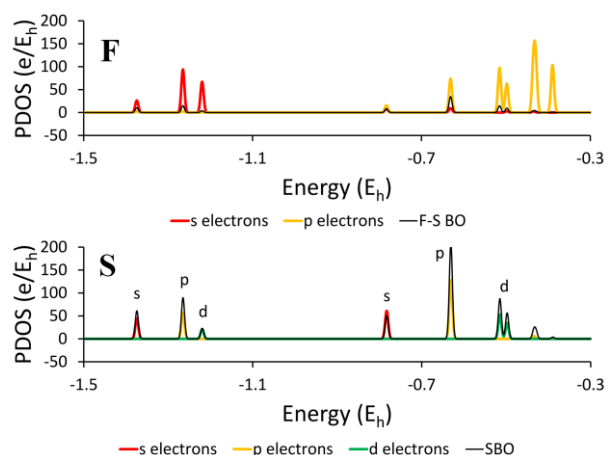 F
PDOS (e/Eh)
200
150
100
50
0
-50
-1.5 -1.1 -0.7 -0.3
Energy (Eh)
s electrons p electrons F-S BO
S
PDOS (e/Eh)
200
150
100
50
0
-50
s p d s p d
-1.5 -1.1 -0.7 -0.3
Energy (Eh)
s electrons p electrons d electrons SBO